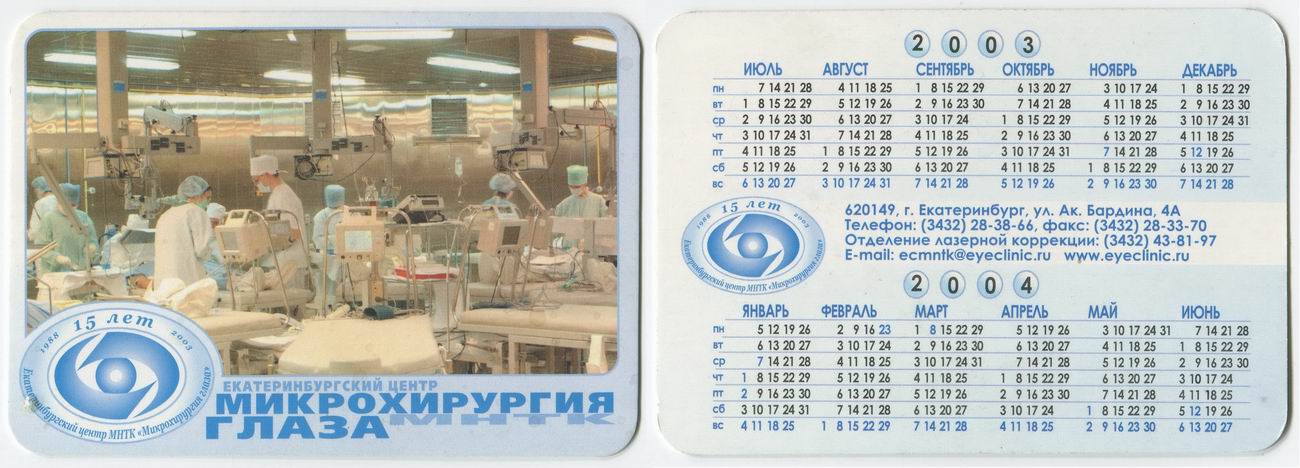 1988 15 лет 2003
Екатеринбургский центр МНТК «Микрохирургия глаза»
ЕКАТЕРИНБУРГСКИЙ ЦЕНТР
МИКРОХИРУРГИЯ
ГЛАЗА
МНТК
2003
ИЮЛЬ АВГУСТ СЕНТЯБРЬ ОКТЯБРЬ НОЯБРЬ ДЕКАБРЬ
ПН 7 14 21 28 4 11 18 25 1 8 15 22 29 6 13 20 27 3 10 17 24 1 8 15 22 29
ВТ 1 8 15 22 29 5 12 19 26 2 9 16 23 30 7 14 21 28 4 11 18 25 2 9 16 23 30
СР 2 9 16 23 30 6 13 20 27 3 10 17 24 1 8 15 22 29 5 12 19 26 3 10 17 24 31
ЧТ 3 10 17 24 31 7 14 21 28 4 11 18 25 2 9 16 23 30 6 13 20 27 4 11 18 25
ПТ 4 11 18 25 1 8 15 22 29 5 12 19 26 3 10 17 24 31 7 14 21 28 5 12 19 26
СБ 5 12 19 26 2 9 16 23 30 6 13 20 27 4 11 18 25 1 8 15 22 29 6 13 20 27
ВС 6 13 20 27 3 10 17 24 31 7 14 21 28 5 12 19 26 2 9 16 23 30 7 14 21 28
1988 15 лет 2003
Екатеринбургский центр МНТК «Микрохирургия глаза»
620149, г. Екатеринбург, ул. Ак. Бардина, 4А
Телефон: (3432) 28-38-66, факс: (3432) 28-33-70
Отделение лазерной коррекции: (3432) 43-81-97
E-mail: ecmntk@eyeclinic.ru www.eyeclinic.ru
2004
ЯНВАРЬ ФЕВРАЛЬ МАРТ АПРЕЛЬ МАЙ ИЮНЬ
ПН 5 12 19 26 2 9 16 23 1 8 15 22 29 5 12 19 26 3 10 17 24 31 7 14 21 28
ВТ 6 13 20 27 3 10 17 24 2 9 16 23 30 6 13 20 27 4 11 18 25 1 8 15 22 29
СР 7 14 21 28 4 11 18 25 3 10 17 24 31 7 14 21 28 5 12 19 26 2 9 16 23 30
ЧТ 1 8 15 22 29 5 12 19 26 4 11 18 25 1 8 15 22 29 6 13 20 27 3 10 17 24
ПТ 2 9 16 23 30 6 13 20 27 5 12 19 26 2 9 16 23 30 7 14 21 28 4 11 18 25
СБ 3 10 17 24 31 7 14 21 28 6 13 20 27 3 10 17 24 1 8 15 22 29 5 12 19 26
ВС 4 11 18 25 1 8 15 22 29 7 14 21 28 4 11 18 25 2 9 16 23 30 6 13 20 27